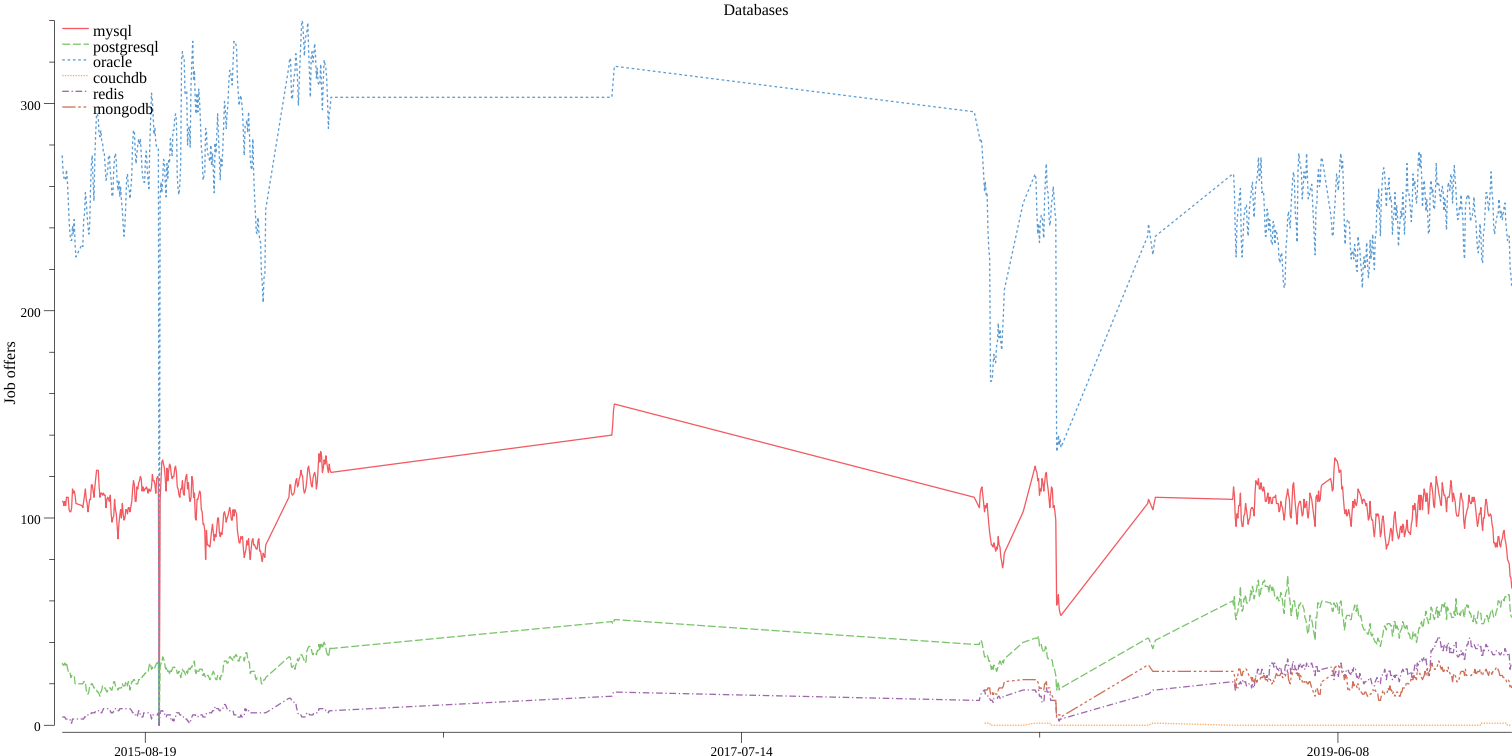 Databases
mysql
postgresql
oracle
couchdb
redis
mongodb
Job offers
300
200
100
0
2015-08-19
2017-07-14
2019-06-08